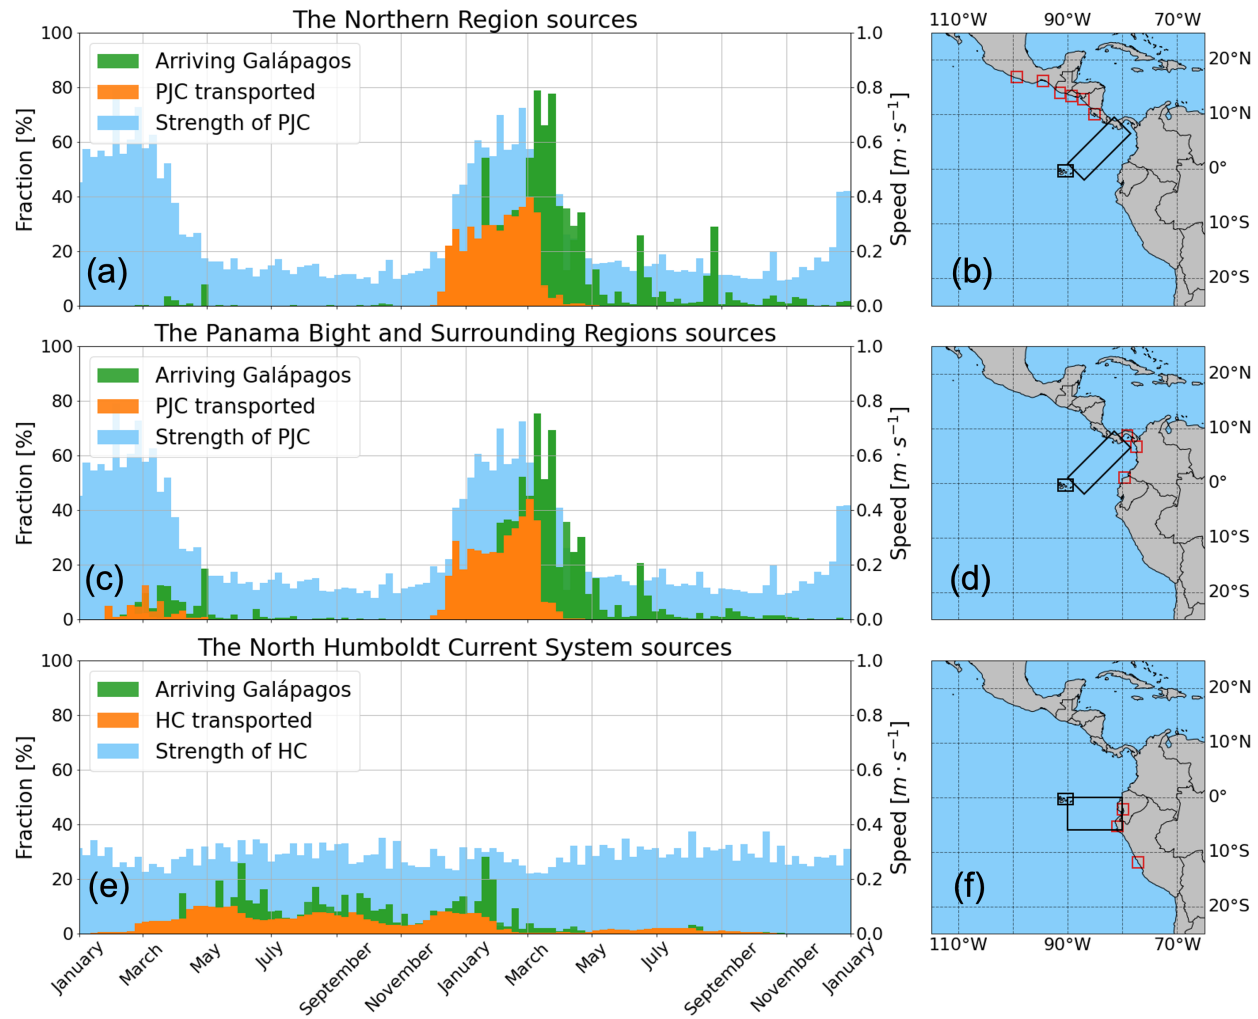 The Northern Region sources
100
80
60
40
20
0
Fraction [%]
Arriving Galápagos
PJC transported
Strength of PJC
(a)
1.0
0.8
0.6
0.4
0.2
0.0
Speed [m · s⁻¹]
110°W 90°W 70°W
20°N
10°N
0°
10°S
20°S
(b)
The Panama Bight and Surrounding Regions sources
100
80
60
40
20
0
Fraction [%]
Arriving Galápagos
PJC transported
Strength of PJC
(c)
1.0
0.8
0.6
0.4
0.2
0.0
Speed [m · s⁻¹]
20°N
10°N
0°
10°S
20°S
(d)
The North Humboldt Current System sources
100
80
60
40
20
0
Fraction [%]
Arriving Galápagos
HC transported
Strength of HC
(e)
1.0
0.8
0.6
0.4
0.2
0.0
Speed [m · s⁻¹]
January March May July September November January March May July September November January
20°N
10°N
0°
10°S
20°S
(f)
110°W 90°W 70°W